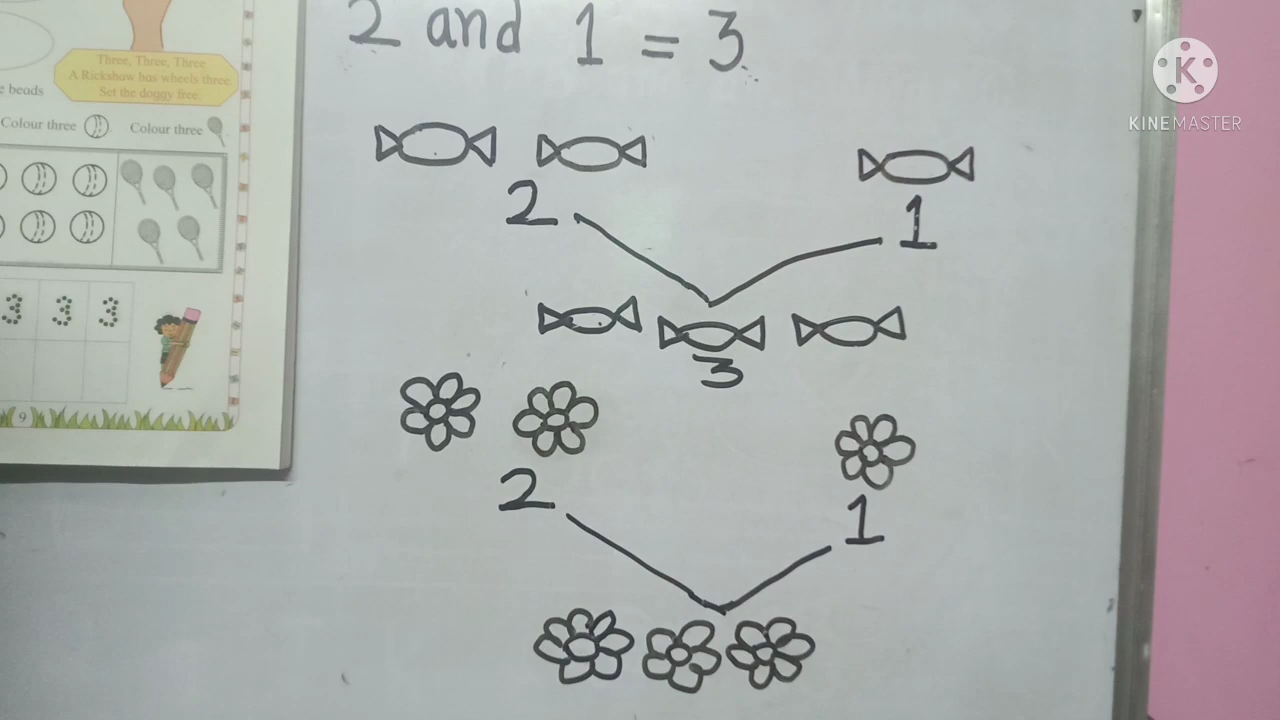 2 and 1 = 3
Three, Three, Three
A Rickshaw has wheels three
Set the doggy free.
beads
Colour three
Colour three
3 3 3
9
2
1
3
2
1
K
KINEMASTER